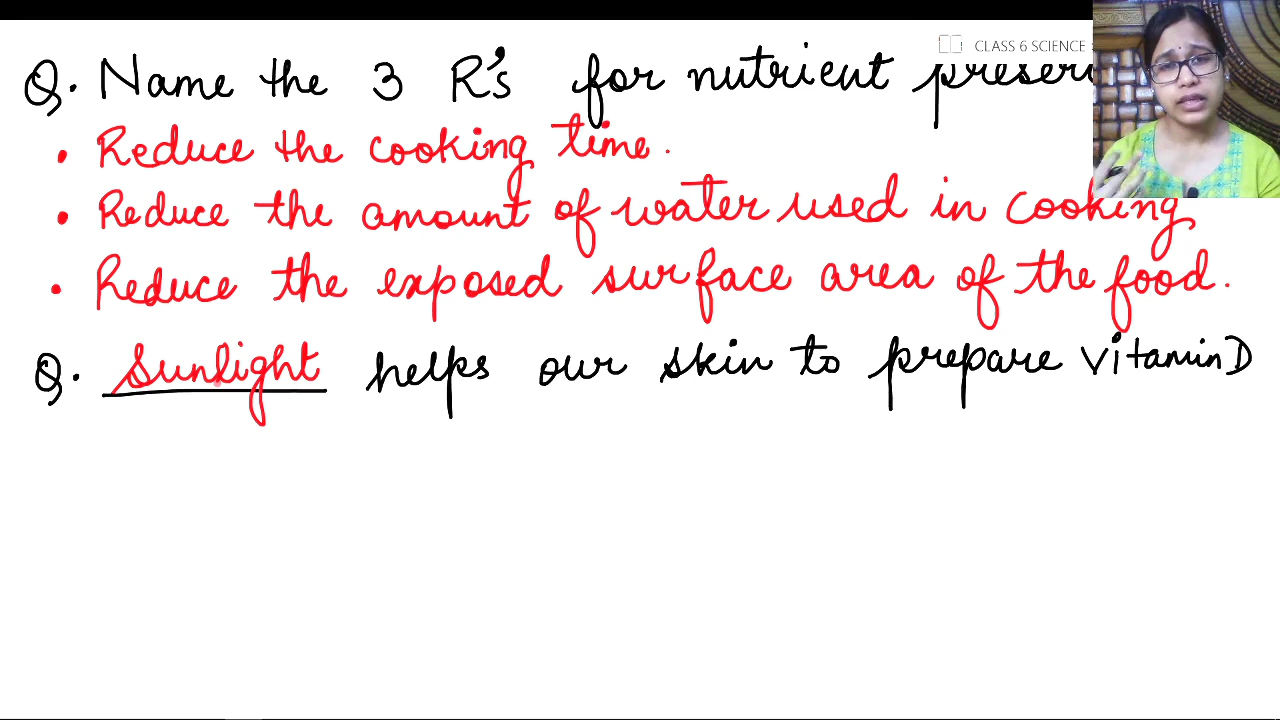 CLASS 6 SCIENCE
Q. Name the 3 R's for nutrient preser
• Reduce the cooking time.
• Reduce the amount of water used in cooking
• Reduce the exposed surface area of the food.
Q. Sunlight helps our skin to prepare vitamin D